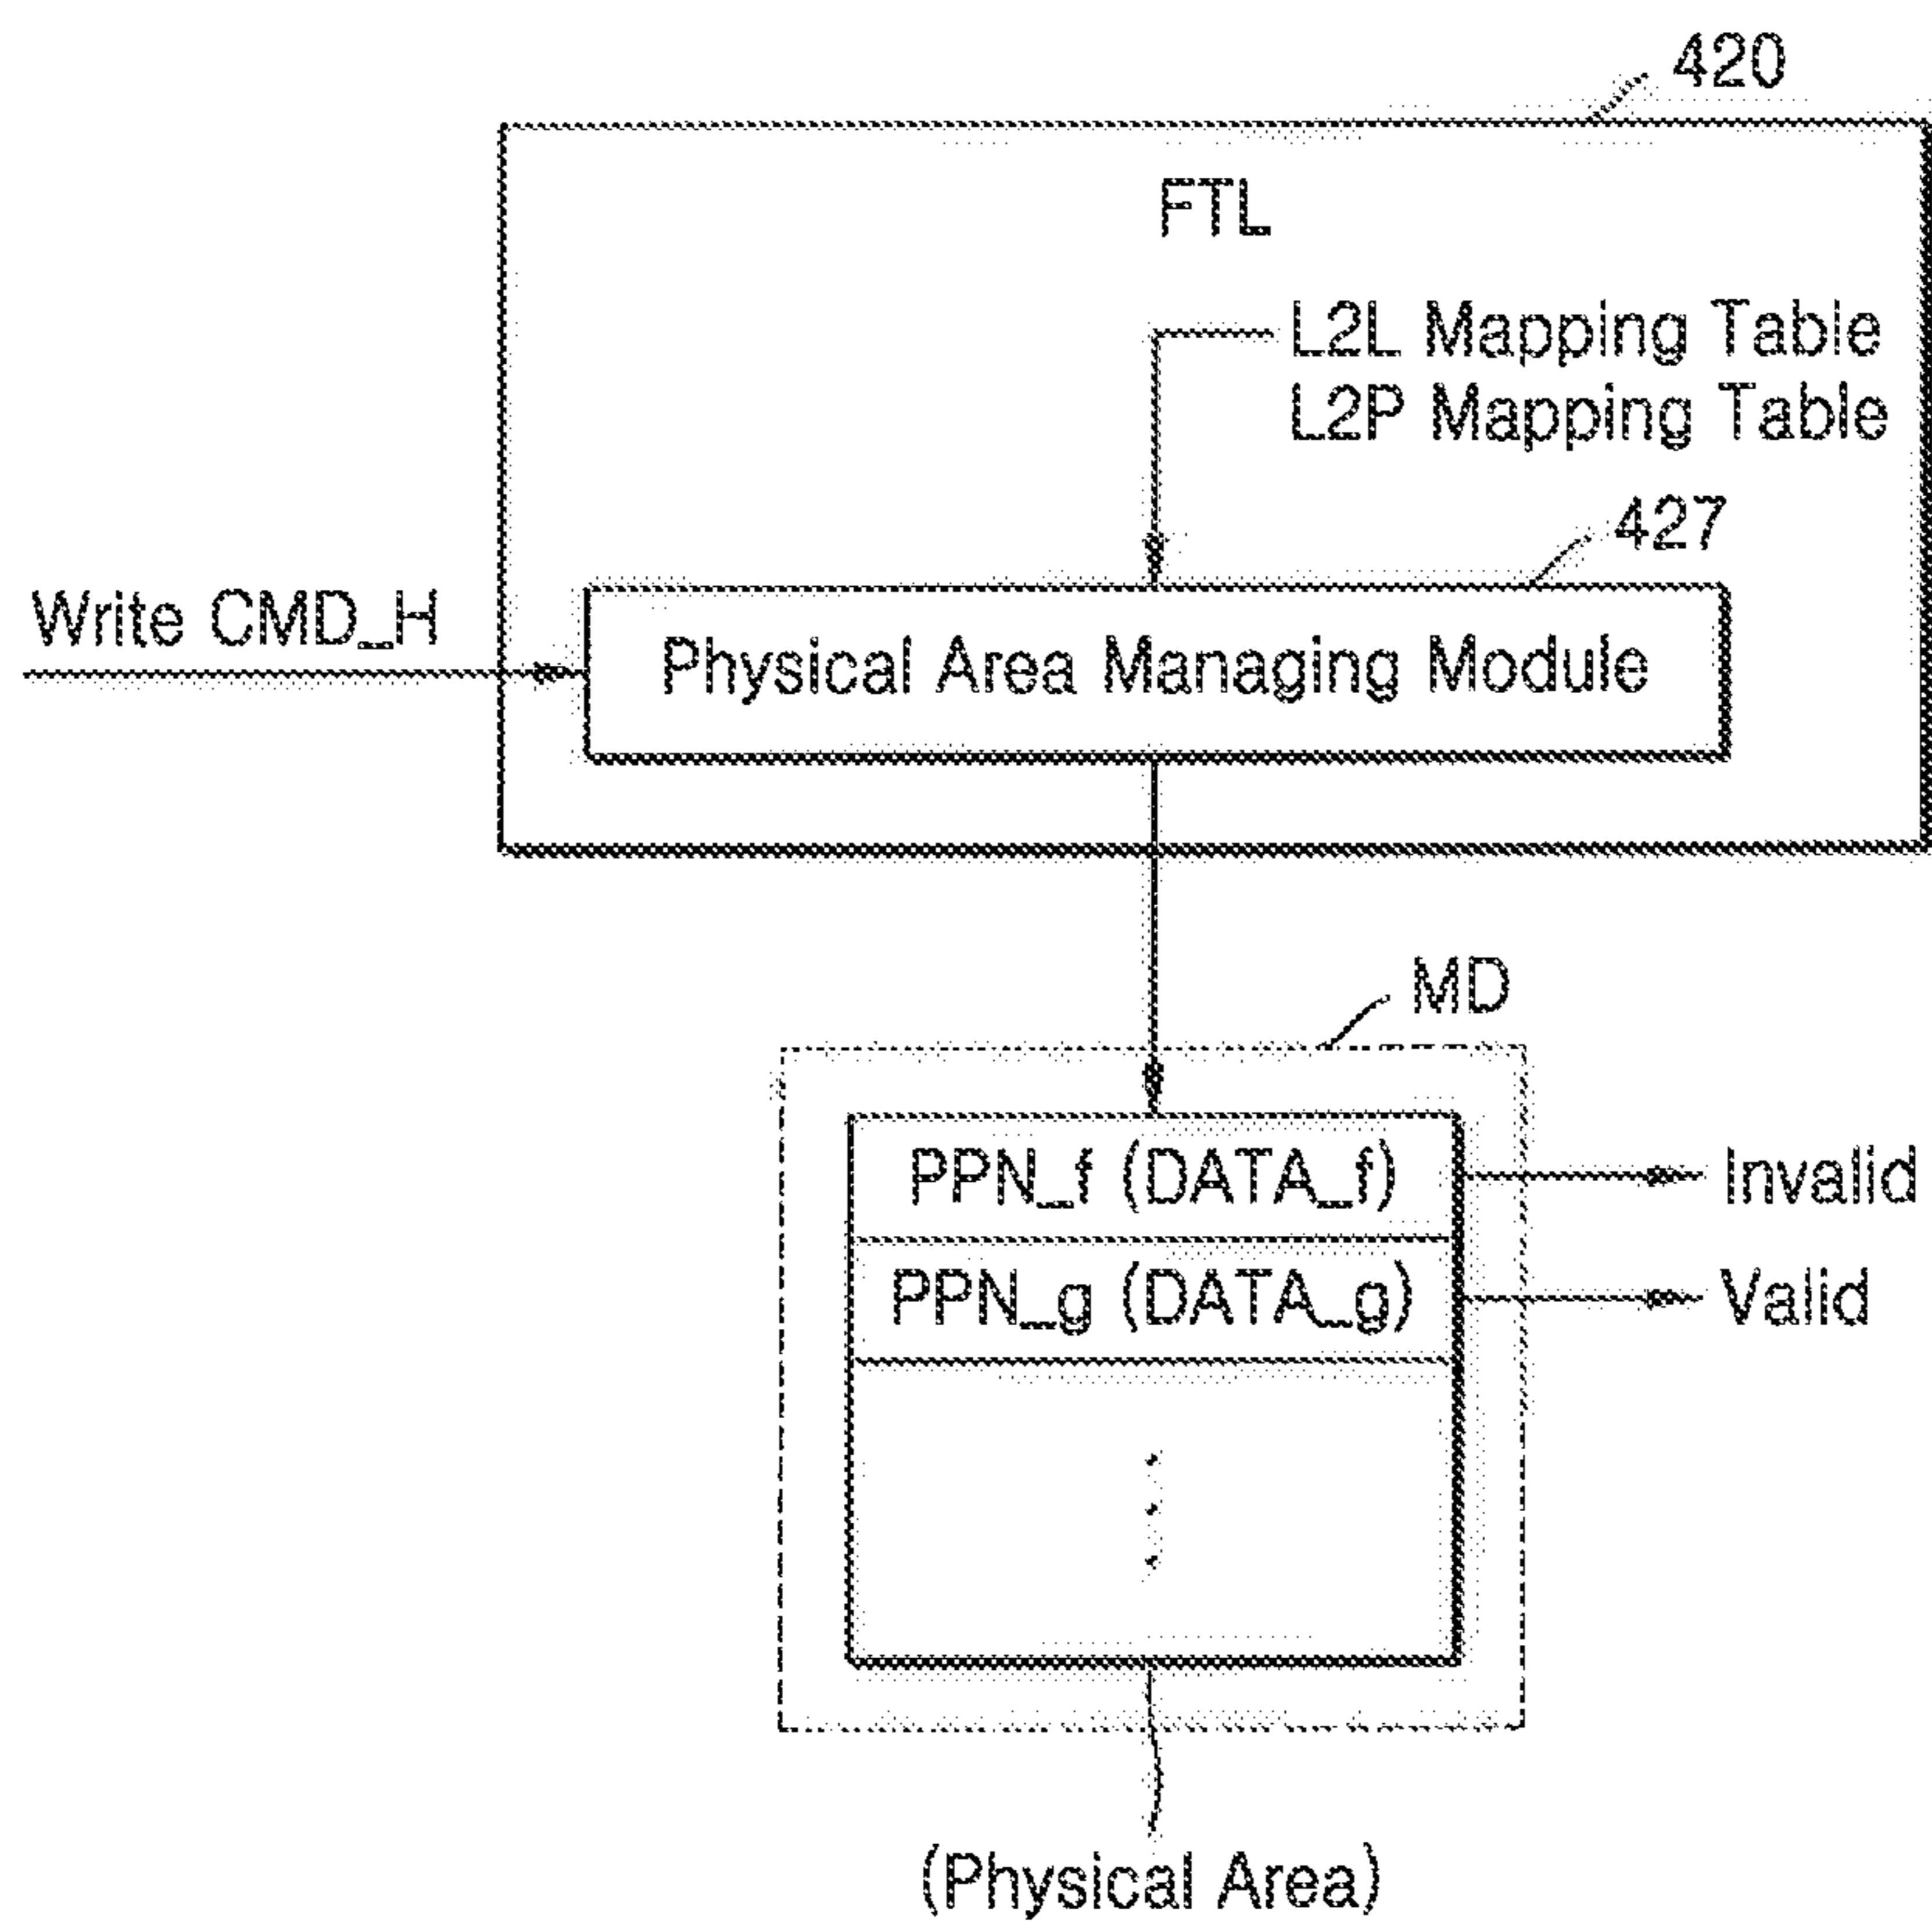 420
FTL
L2L Mapping Table
L2P Mapping Table
427
Write CMD_H
Physical Area Managing Module
MD
PPN_f (DATA_f)
Invalid
PPN_g (DATA_g)
Valid
(Physical Area)